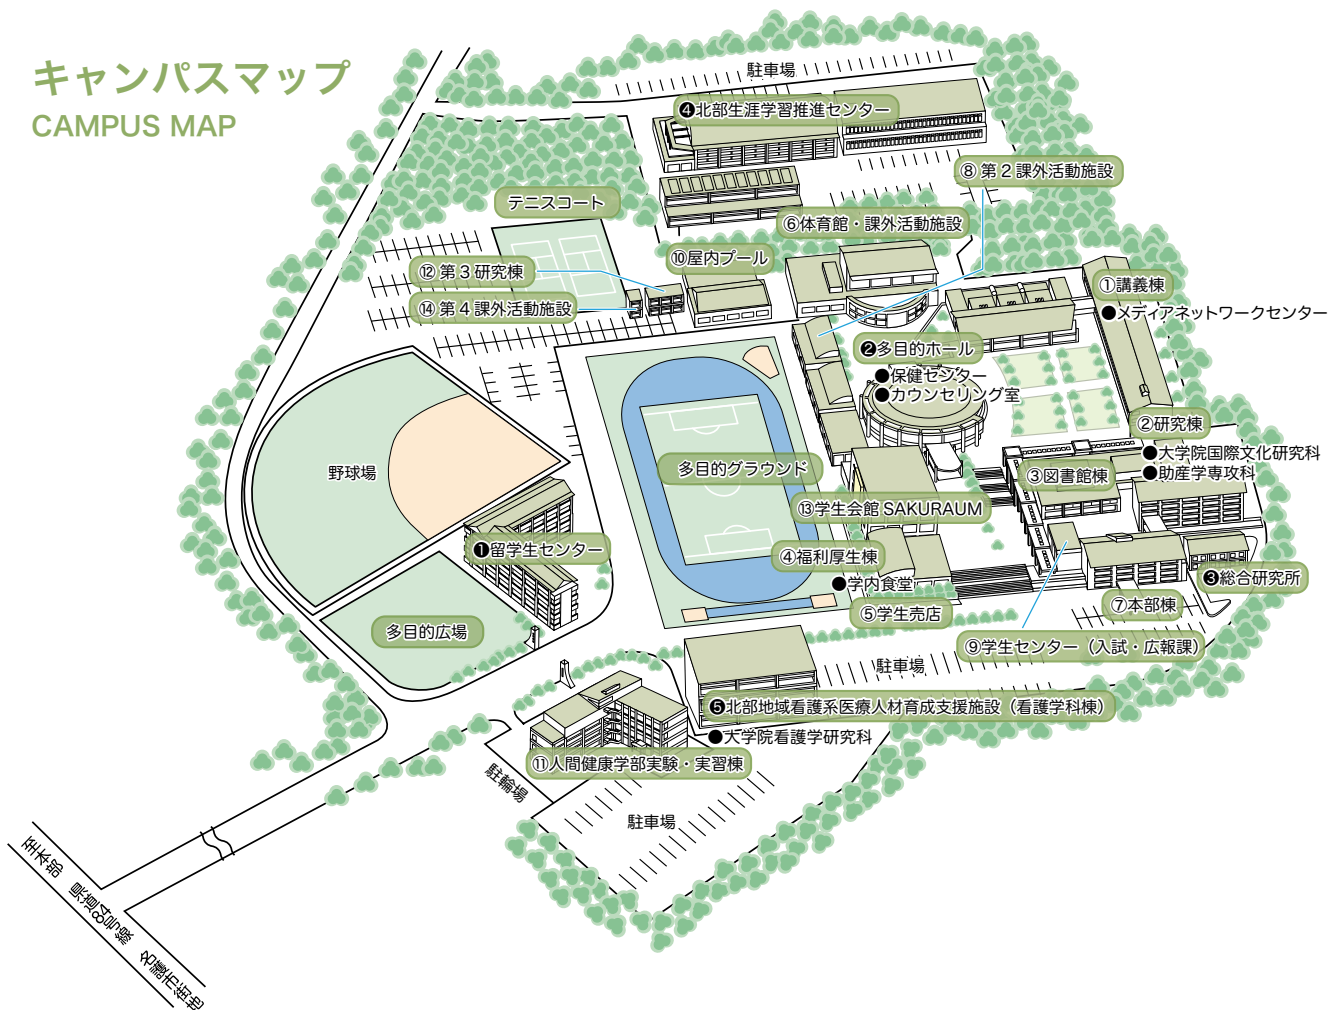 キャンパスマップ
CAMPUS MAP
駐車場
❹北部生涯学習推進センター
⑧第2課外活動施設
テニスコート
⑥体育館・課外活動施設
⑩屋内プール
⑫第3研究棟
①講義棟
⑭第4課外活動施設
●メディアネットワークセンター
❷多目的ホール
●保健センター
●カウンセリング室
②研究棟
●大学院国際文化研究科
●助産学専攻科
野球場
多目的グラウンド
③図書館棟
⑬学生会館 SAKURAUM
❶留学生センター
④福利厚生棟
●学内食堂
❸総合研究所
⑦本部棟
⑤学生売店
多目的広場
⑨学生センター（入試・広報課）
駐車場
❺北部地域看護系医療人材育成支援施設（看護学科棟）
●大学院看護学研究科
⑪人間健康学部実験・実習棟
駐輪場
駐車場
至本部 県道84号線 名護市街地